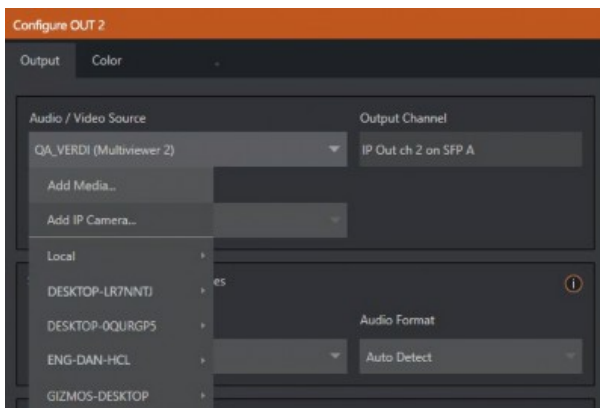 Configure OUT 2
Output Color
Audio / Video Source Output Channel
QA_VERDI (Multiviewer 2) IP Out ch 2 on SFP A
Add Media...
Add IP Camera...
Local
es
DESKTOP-LR7NNTJ
DESKTOP-0QURGP5 Audio Format
ENG-DAN-HCL Auto Detect
GIZMOS-DESKTOP